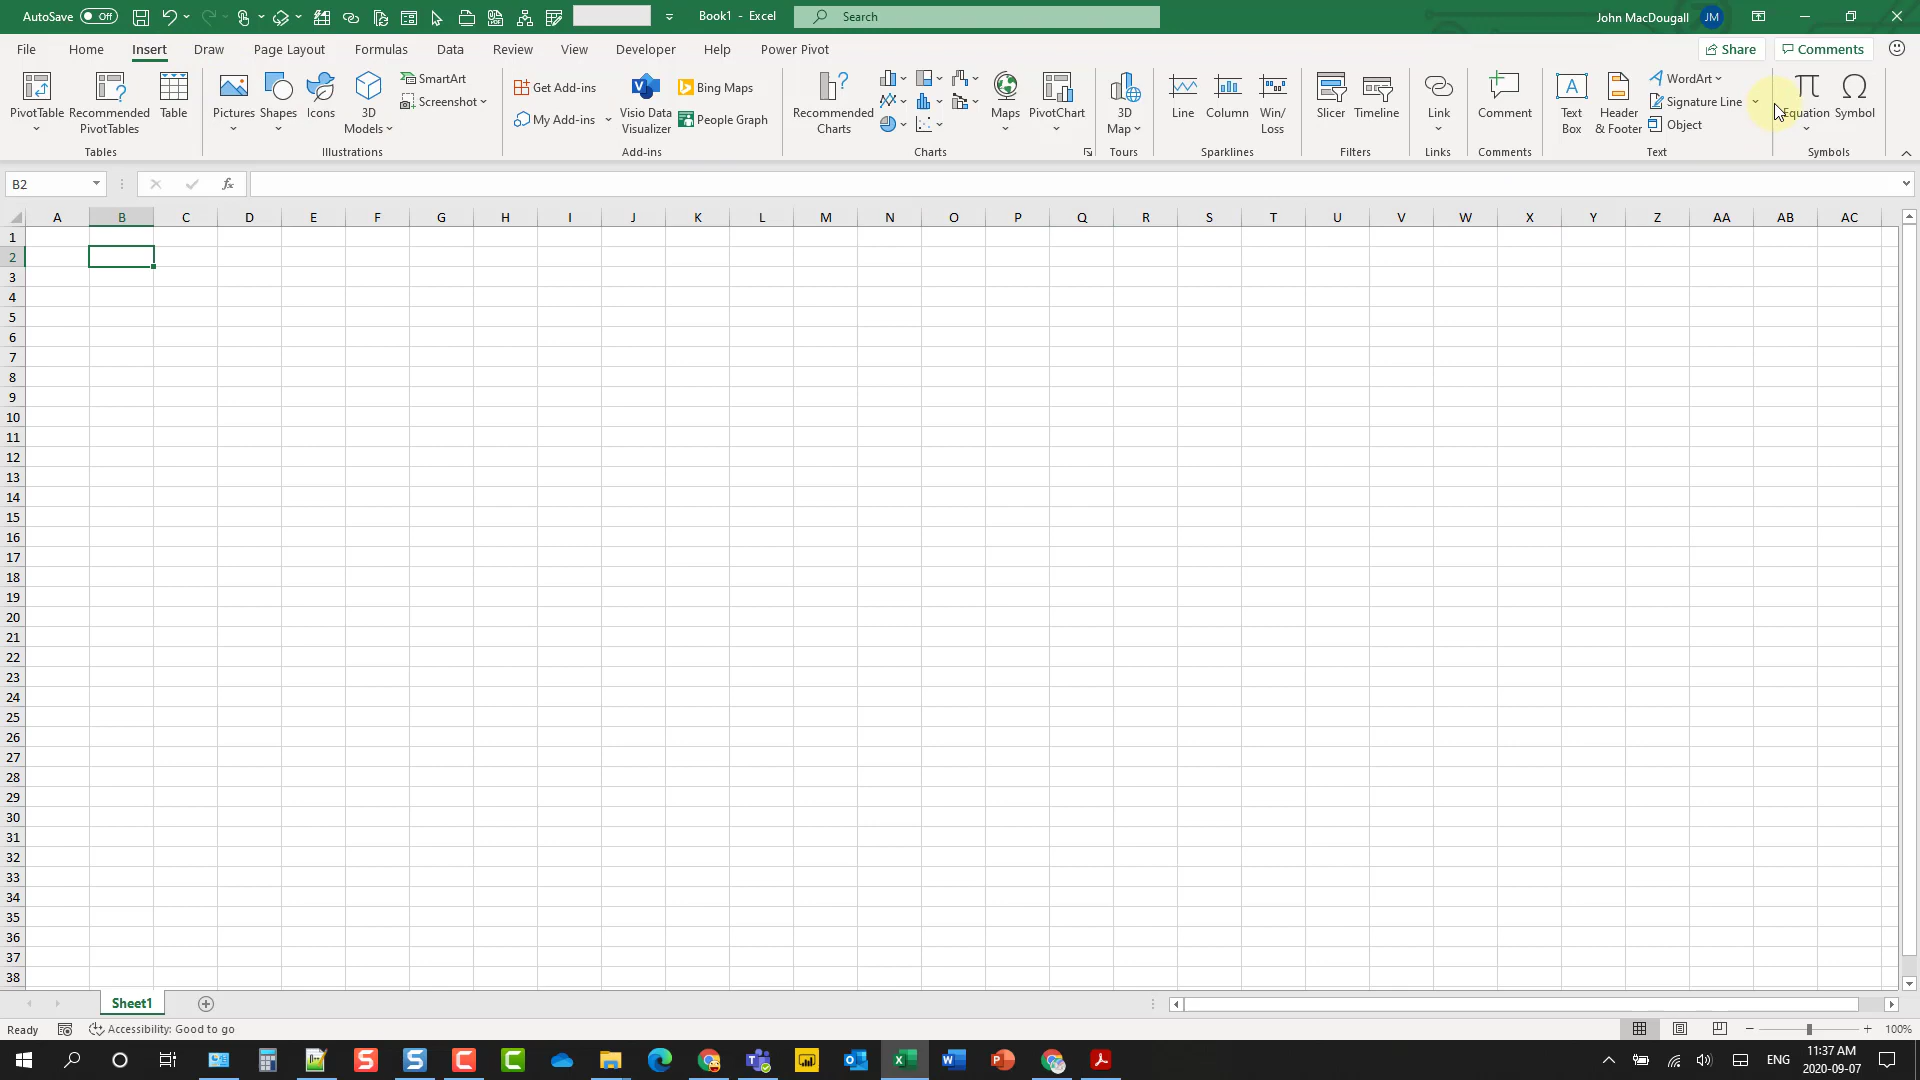 AutoSave Off
Book1 - Excel
Search
John MacDougall JM
File Home Insert Draw Page Layout Formulas Data Review View Developer Help Power Pivot
Share Comments
PivotTable
Recommended PivotTables
Table
Pictures
Shapes
Icons
3D Models
SmartArt
Screenshot
Get Add-ins
My Add-ins
Visio Data Visualizer
Bing Maps
People Graph
Recommended Charts
Maps
PivotChart
3D Map
Line
Column
Win/ Loss
Slicer
Timeline
Link
Comment
Text Box
Header & Footer
WordArt
Signature Line
Object
Equation
Symbol
Tables Illustrations Add-ins Charts Tours Sparklines Filters Links Comments Text Symbols
B2 fx
A B C D E F G H I J K L M N O P Q R S T U V W X Y Z AA AB AC
1
2
3
4
5
6
7
8
9
10
11
12
13
14
15
16
17
18
19
20
21
22
23
24
25
26
27
28
29
30
31
32
33
34
35
36
37
38
Sheet1
Ready Accessibility: Good to go 100%
ENG 11:37 AM
2020-09-07